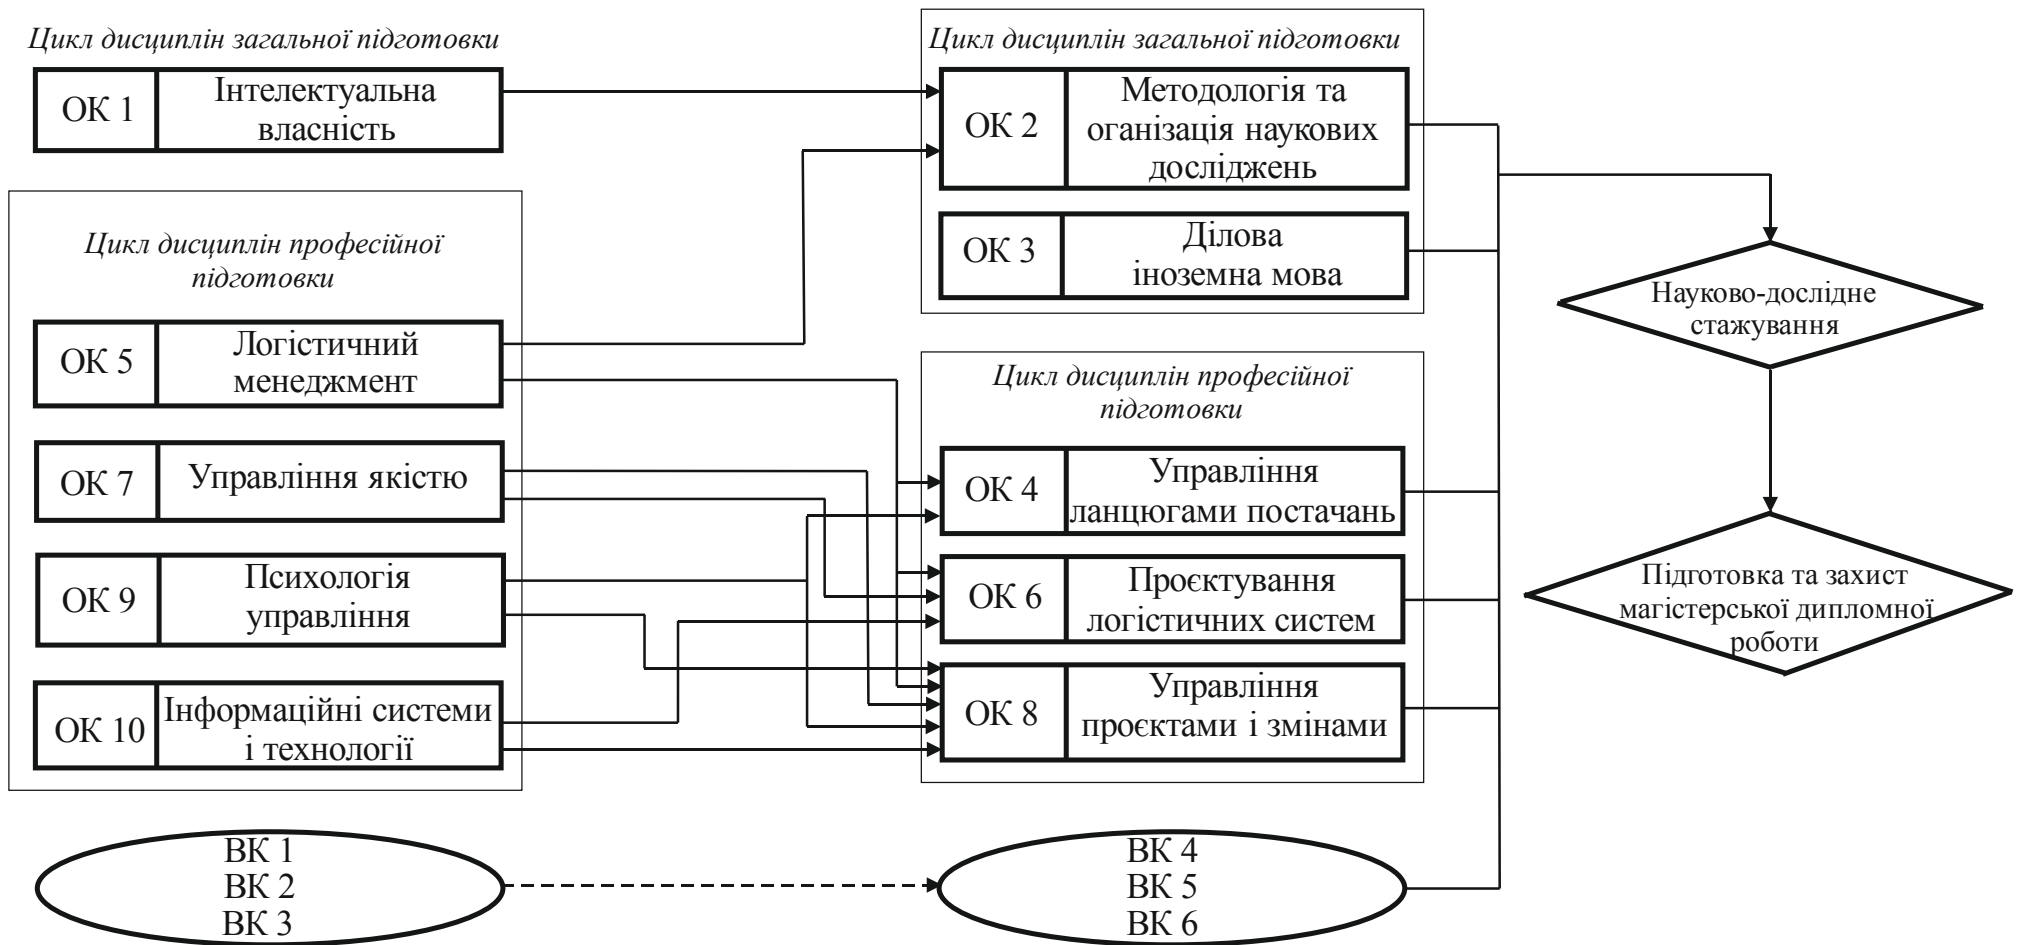 Цикл дисциплін загальної підготовки
ОК 1
Інтелектуальна
власність
Цикл дисциплін професійної
підготовки
ОК 5
Логістичний
менеджмент
ОК 7
Управління якістю
ОК 9
Психологія
управління
ОК 10
Інформаційні системи
і технології
ВК 1
ВК 2
ВК 3
Цикл дисциплін загальної підготовки
ОК 2
Методологія та
оганізація наукових
досліджень
ОК 3
Ділова
іноземна мова
Цикл дисциплін професійної
підготовки
ОК 4
Управління
ланцюгами постачань
ОК 6
Проєктування
логістичних систем
ОК 8
Управління
проєктами і змінами
ВК 4
ВК 5
ВК 6
Науково-дослідне
стажування
Підготовка та захист
магістерської дипломної
роботи